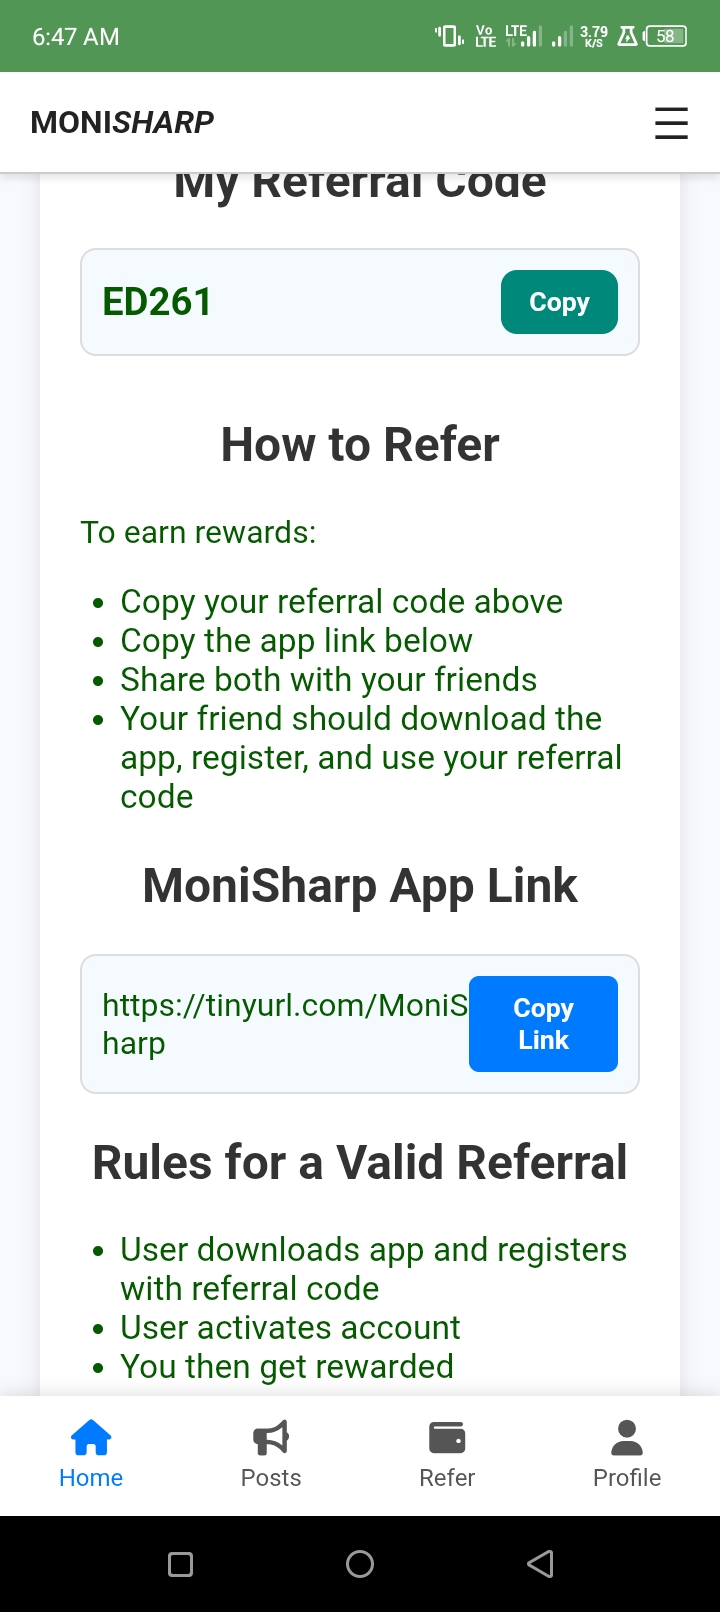 6:47 AM
Vo LTE LTE 3.79 K/S 58
MONISHARP
My Referral Code
ED261
Copy
How to Refer
To earn rewards:
• Copy your referral code above
• Copy the app link below
• Share both with your friends
• Your friend should download the
app, register, and use your referral
code
MoniSharp App Link
https://tinyurl.com/MoniS
harp
Copy
Link
Rules for a Valid Referral
• User downloads app and registers
with referral code
• User activates account
• You then get rewarded
Home Posts Refer Profile